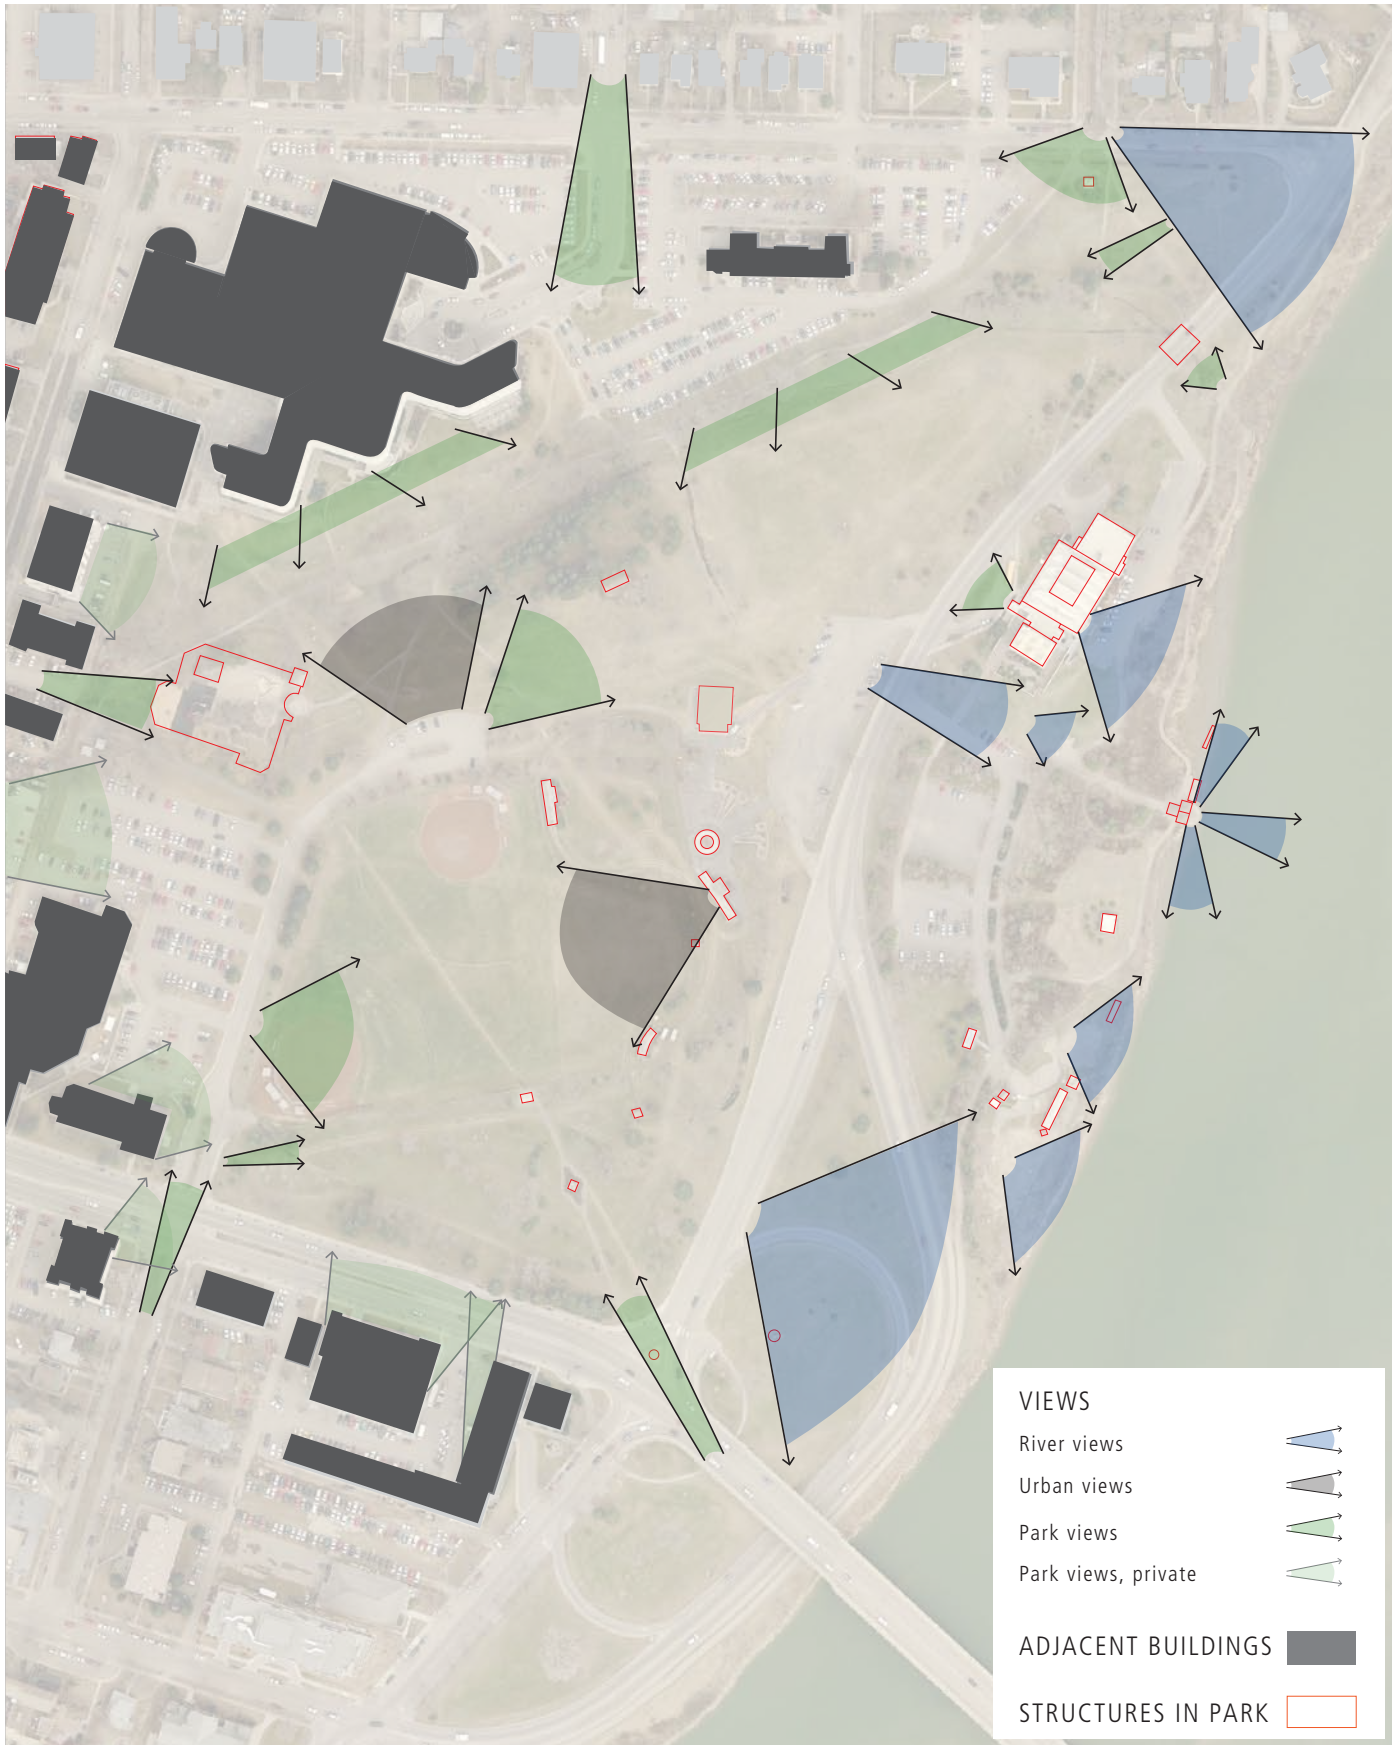 VIEWS
River views
Urban views
Park views
Park views, private
ADJACENT BUILDINGS
STRUCTURES IN PARK